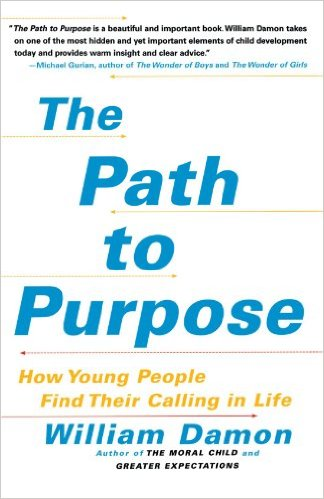 "The Path to Purpose is a beautiful and important book. William Damon takes
on one of the most hidden and yet important elements of child development
today and provides warm insight and clear advice."
—Michael Gurian, author of The Wonder of Boys and The Wonder of Girls
The
Path
to
Purpose
How Young People
Find Their Calling in Life
William Damon
Author of THE MORAL CHILD and
GREATER EXPECTATIONS